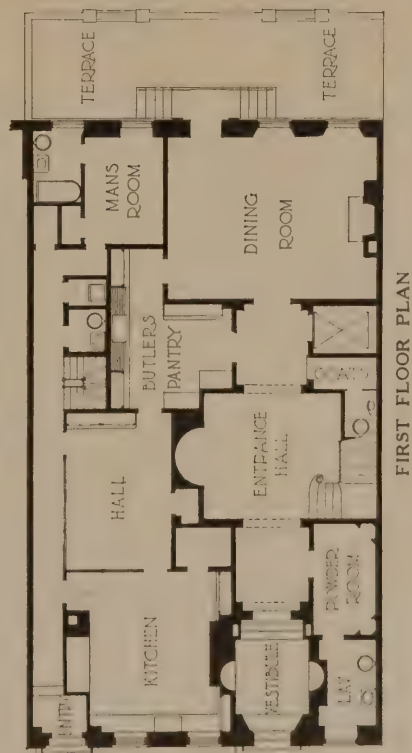 TERRACE
TERRACE
MANS
ROOM
DINING
ROOM
BUTLERS
PANTRY
HALL
ENTRANCE
HALL
KITCHEN
VESTIBULE
POWDER
ROOM
LAV
ENT
FIRST FLOOR PLAN